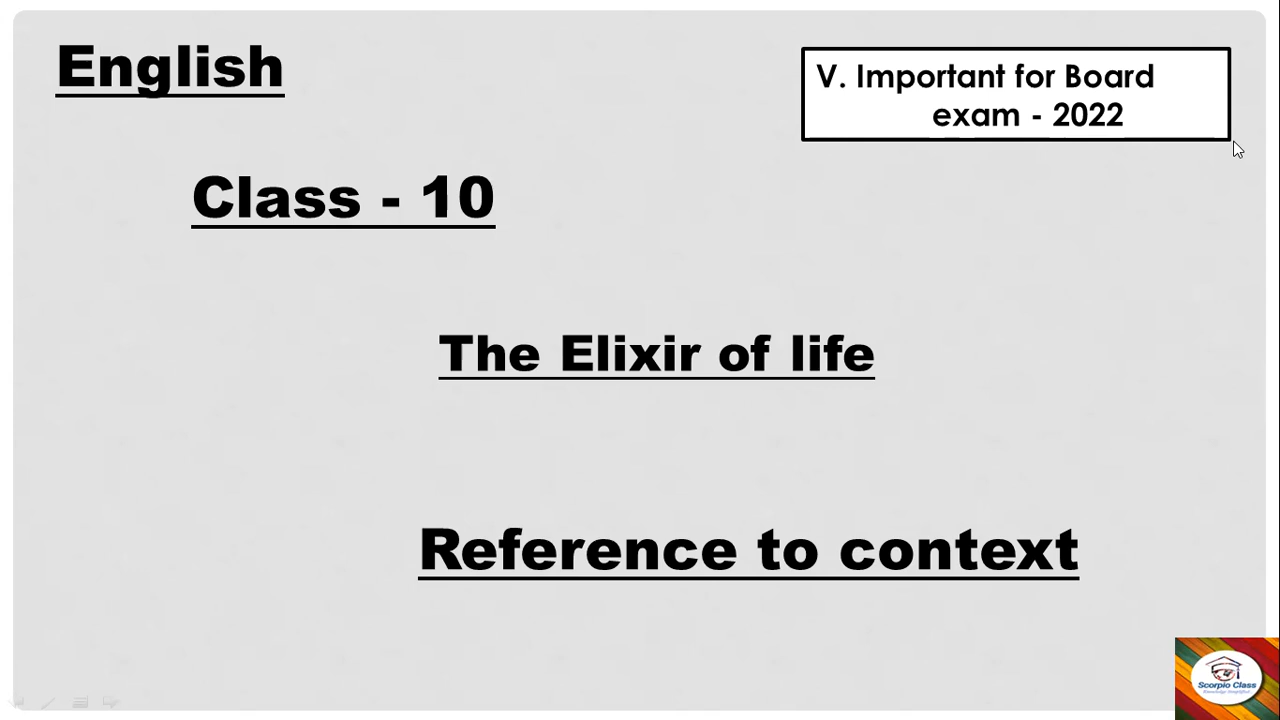 English
V. Important for Board
exam - 2022
Class - 10
The Elixir of life
Reference to context
Scorpio Class